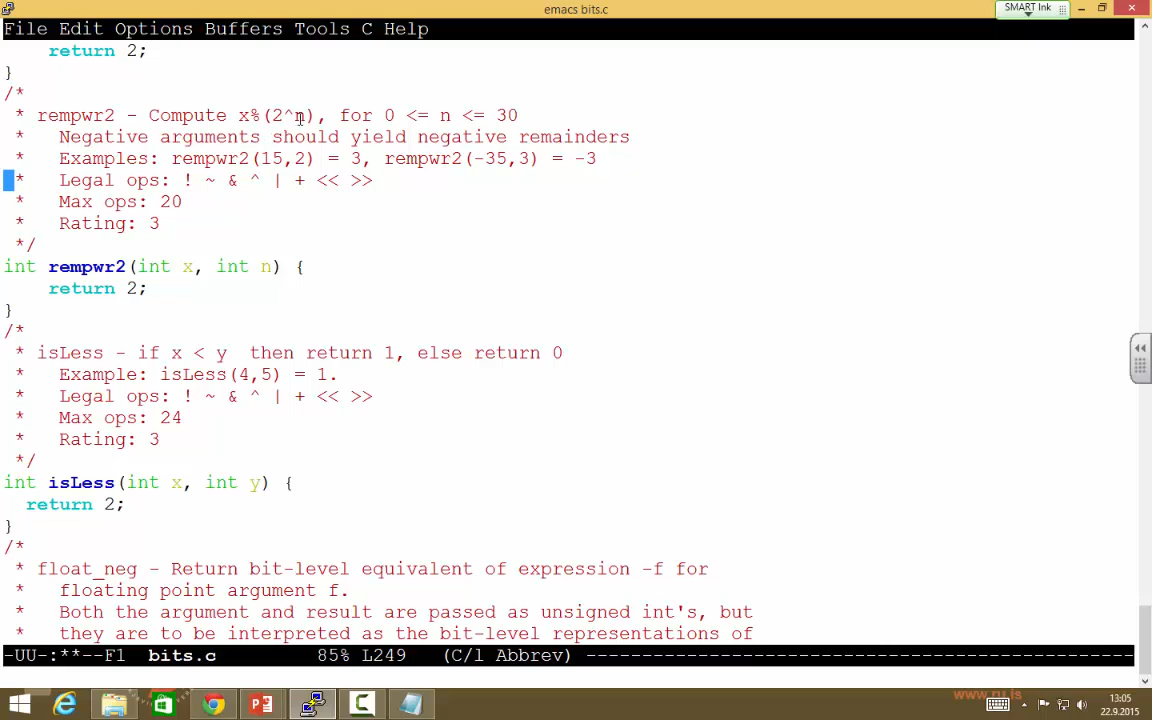 emacs bits.c
SMART Ink
File Edit Options Buffers Tools C Help
    return 2;
}
/*
 * rempwr2 - Compute x%(2^n), for 0 <= n <= 30
 *   Negative arguments should yield negative remainders
 *   Examples: rempwr2(15,2) = 3, rempwr2(-35,3) = -3
 *   Legal ops: ! ~ & ^ | + << >>
 *   Max ops: 20
 *   Rating: 3
 */
int rempwr2(int x, int n) {
    return 2;
}
/*
 * isLess - if x < y  then return 1, else return 0
 *   Example: isLess(4,5) = 1.
 *   Legal ops: ! ~ & ^ | + << >>
 *   Max ops: 24
 *   Rating: 3
 */
int isLess(int x, int y) {
  return 2;
}
/*
 * float_neg - Return bit-level equivalent of expression -f for
 *   floating point argument f.
 *   Both the argument and result are passed as unsigned int's, but
 *   they are to be interpreted as the bit-level representations of
-UU-:**--F1  bits.c         85% L249   (C/l Abbrev) -------------------------------------------------
www.nr.is
13:05
22.9.2015